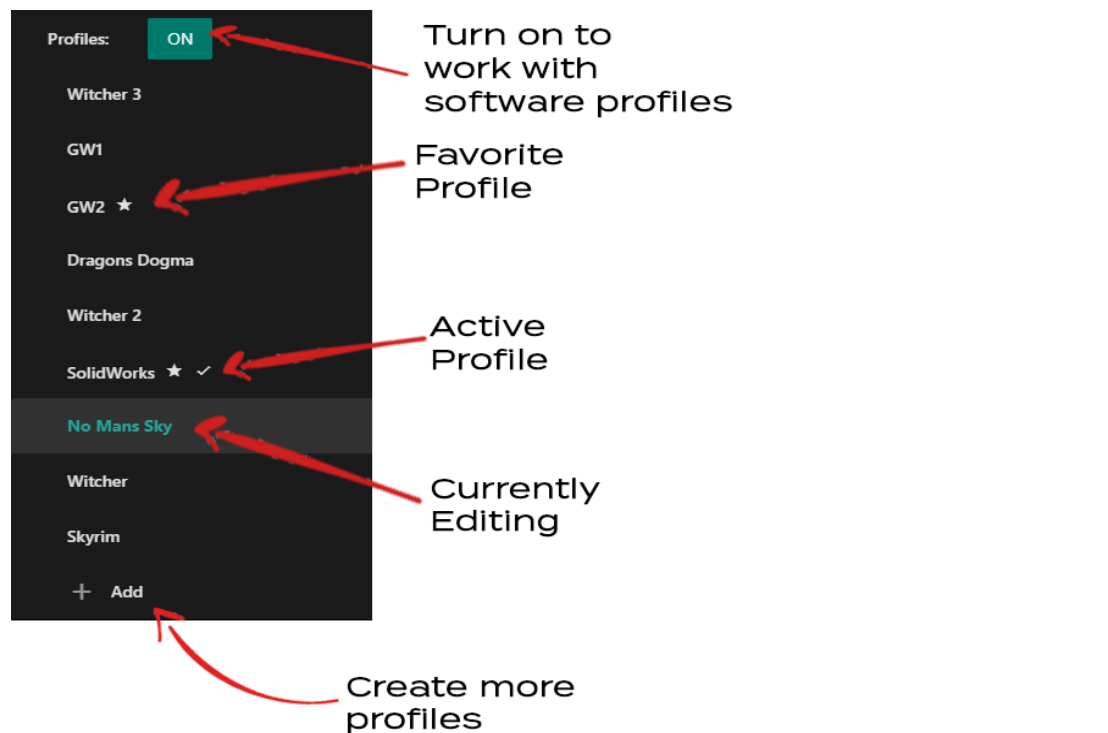 Profiles: ON
Turn on to
work with
software profiles
Witcher 3
GW1
Favorite
Profile
GW2
Dragons Dogma
Witcher 2
Active
Profile
SolidWorks
No Mans Sky
Witcher
Currently
Editing
Skyrim
Add
Create more
profiles